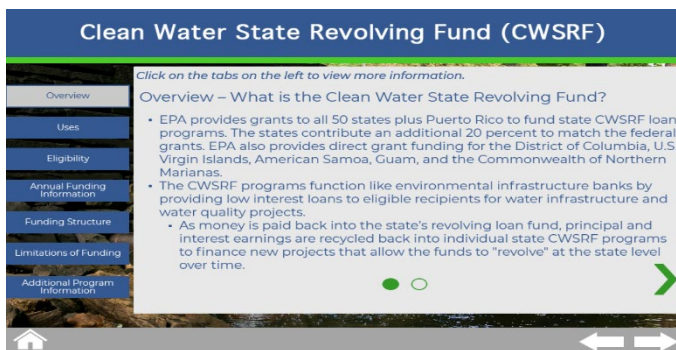 Clean Water State Revolving Fund (CWSRF)
Click on the tabs on the left to view more information.
Overview
Uses
Eligibility
Annual Funding
Information
Funding Structure
Limitations of Funding
Additional Program
Information
Overview – What is the Clean Water State Revolving Fund?
• EPA provides grants to all 50 states plus Puerto Rico to fund state CWSRF loan
programs. The states contribute an additional 20 percent to match the federal
grants. EPA also provides direct grant funding for the District of Columbia, U.S.
Virgin Islands, American Samoa, Guam, and the Commonwealth of Northern
Marianas.
• The CWSRF programs function like environmental infrastructure banks by
providing low interest loans to eligible recipients for water infrastructure and
water quality projects.
• As money is paid back into the state's revolving loan fund, principal and
interest earnings are recycled back into individual state CWSRF programs
to finance new projects that allow the funds to "revolve" at the state level
over time.